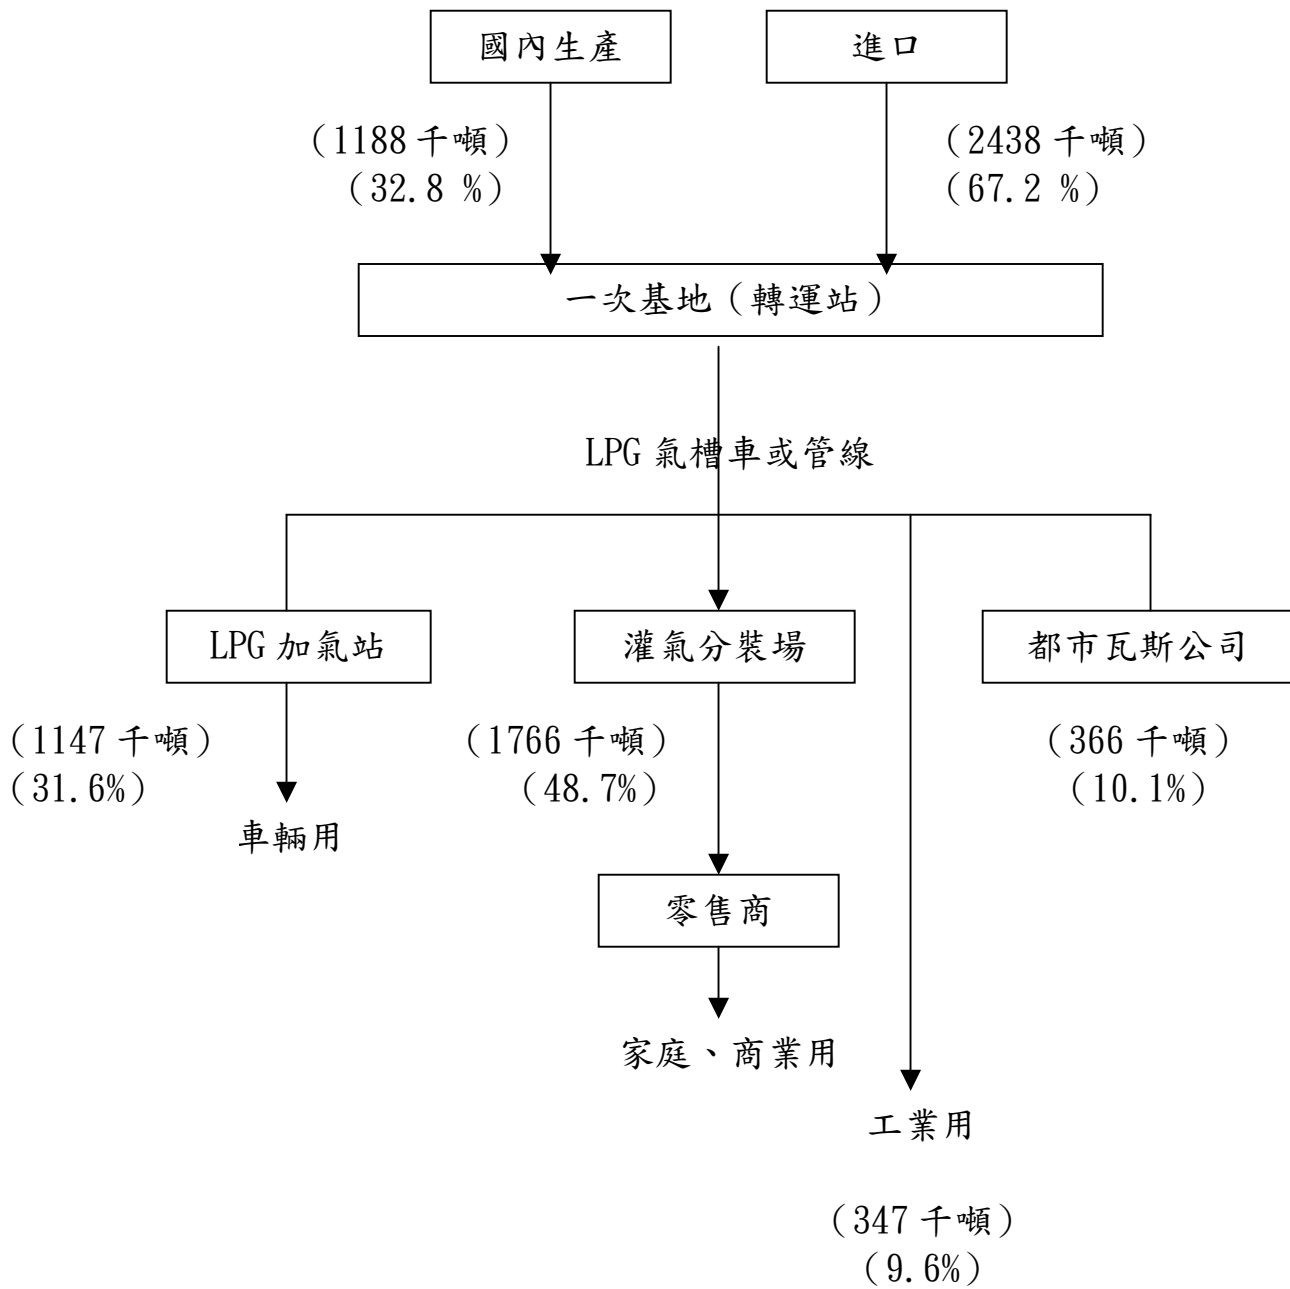 國內生產
進口
（1188 千噸）
（32.8 %）
（2438 千噸）
（67.2 %）
一次基地（轉運站）
LPG 氣槽車或管線
LPG 加氣站
灌氣分裝場
都市瓦斯公司
（1147 千噸）
（31.6%）
（1766 千噸）
（48.7%）
（366 千噸）
（10.1%）
車輛用
零售商
家庭、商業用
工業用
（347 千噸）
（9.6%）